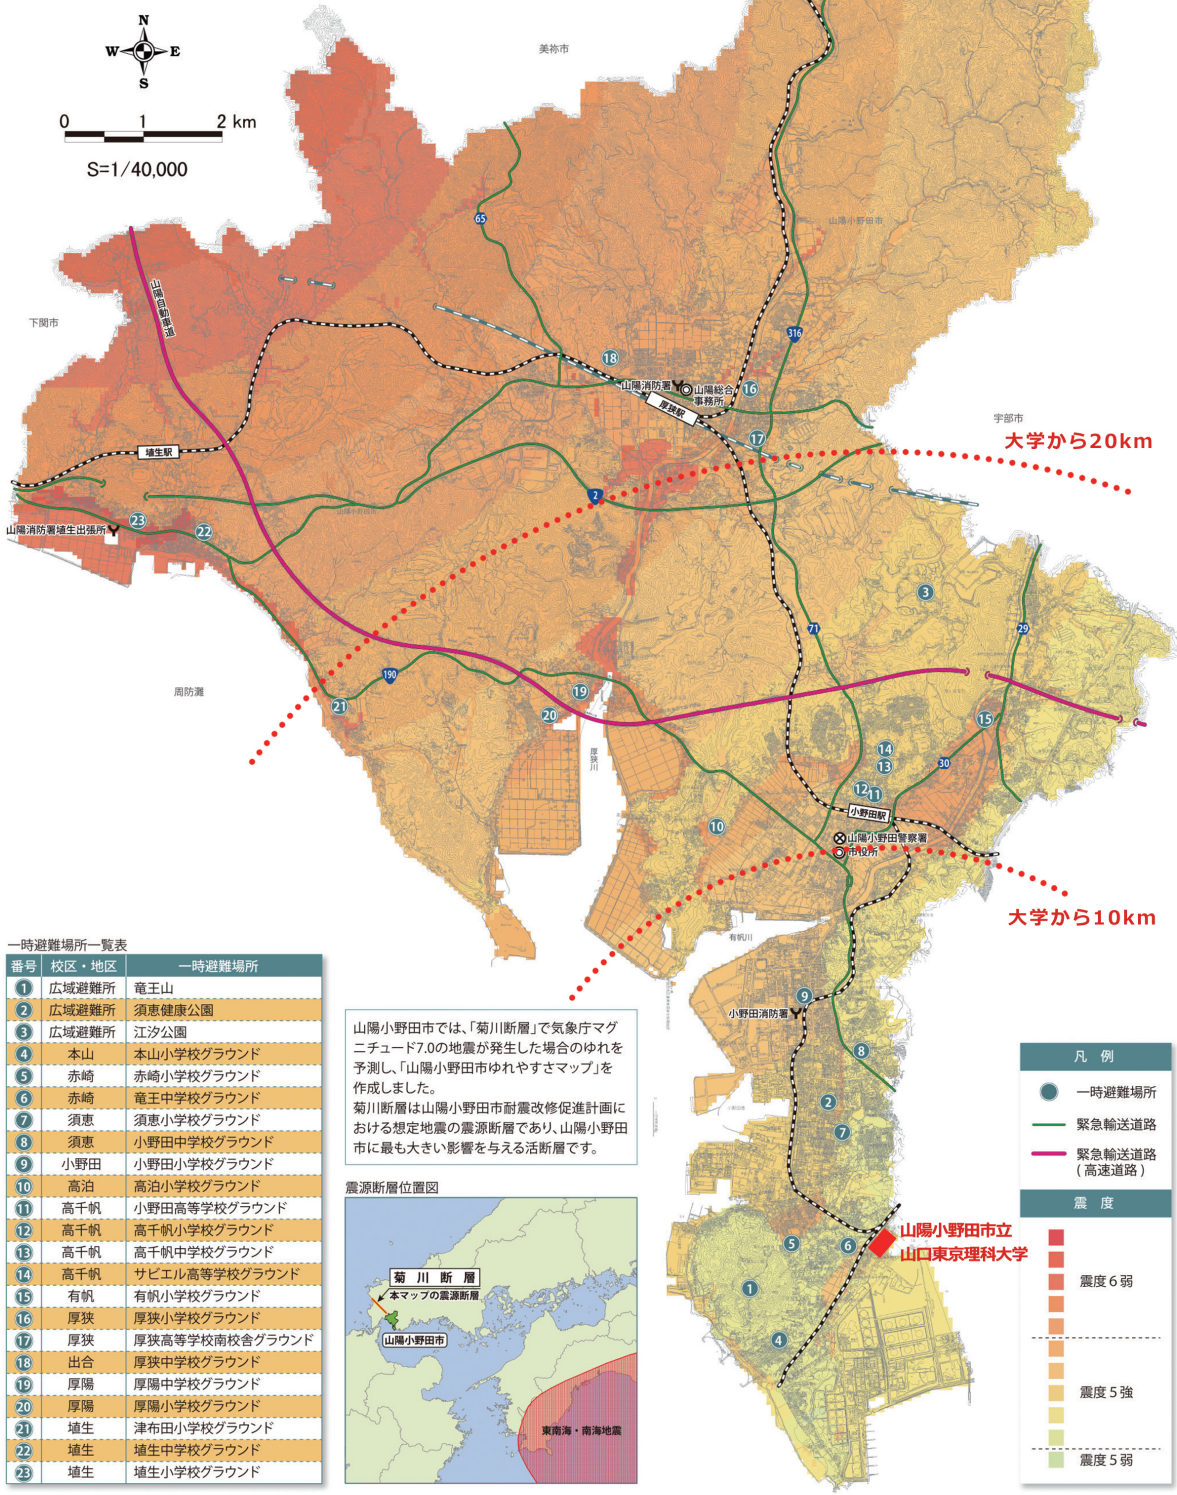 N
W E
S
0 1 2 km
S=1/40,000
美祢市
山陽小野田市
下関市
山陽自動車道
65
316
18
山陽消防署
山陽総合
事務所
16
厚狭駅
17
宇部市
大学から20km
埴生駅
2
山陽小野田市
23
22
山陽消防署埴生出張所
3
71
29
周防灘
190
21
19
20
厚狭川
15
14
13
30
12
11
小野田駅
10
山陽小野田警察署
市役所
大学から10km
有帆川
9
小野田消防署
8
2
7
山陽小野田市立
山口東京理科大学
5
6
1
4
一時避難場所一覧表
番号 校区・地区 一時避難場所
1 広域避難所 竜王山
2 広域避難所 須恵健康公園
3 広域避難所 江汐公園
4 本山 本山小学校グラウンド
5 赤崎 赤崎小学校グラウンド
6 赤崎 竜王中学校グラウンド
7 須恵 須恵小学校グラウンド
8 須恵 小野田中学校グラウンド
9 小野田 小野田小学校グラウンド
10 高泊 高泊小学校グラウンド
11 高千帆 小野田高等学校グラウンド
12 高千帆 高千帆小学校グラウンド
13 高千帆 高千帆中学校グラウンド
14 高千帆 サビエル高等学校グラウンド
15 有帆 有帆小学校グラウンド
16 厚狭 厚狭小学校グラウンド
17 厚狭 厚狭高等学校南校舎グラウンド
18 出合 厚狭中学校グラウンド
19 厚陽 厚陽中学校グラウンド
20 厚陽 厚陽小学校グラウンド
21 埴生 津布田小学校グラウンド
22 埴生 埴生中学校グラウンド
23 埴生 埴生小学校グラウンド
山陽小野田市では、「菊川断層」で気象庁マグ
ニチュード7.0の地震が発生した場合のゆれを
予測し、「山陽小野田市ゆれやすさマップ」を
作成しました。
菊川断層は山陽小野田市耐震改修促進計画に
おける想定地震の震源断層であり、山陽小野田
市に最も大きい影響を与える活断層です。
震源断層位置図
菊川断層
本マップの震源断層
山陽小野田市
東南海・南海地震
凡例
一時避難場所
緊急輸送道路
緊急輸送道路
(高速道路)
震度
震度6弱
震度5強
震度5弱